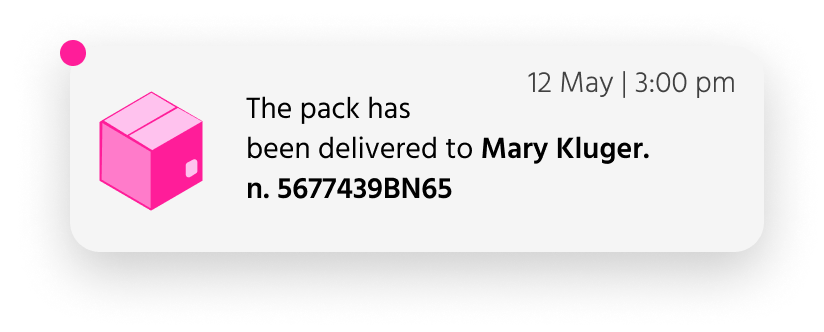 12 May | 3:00 pm
The pack has
been delivered to Mary Kluger.
n. 5677439BN65